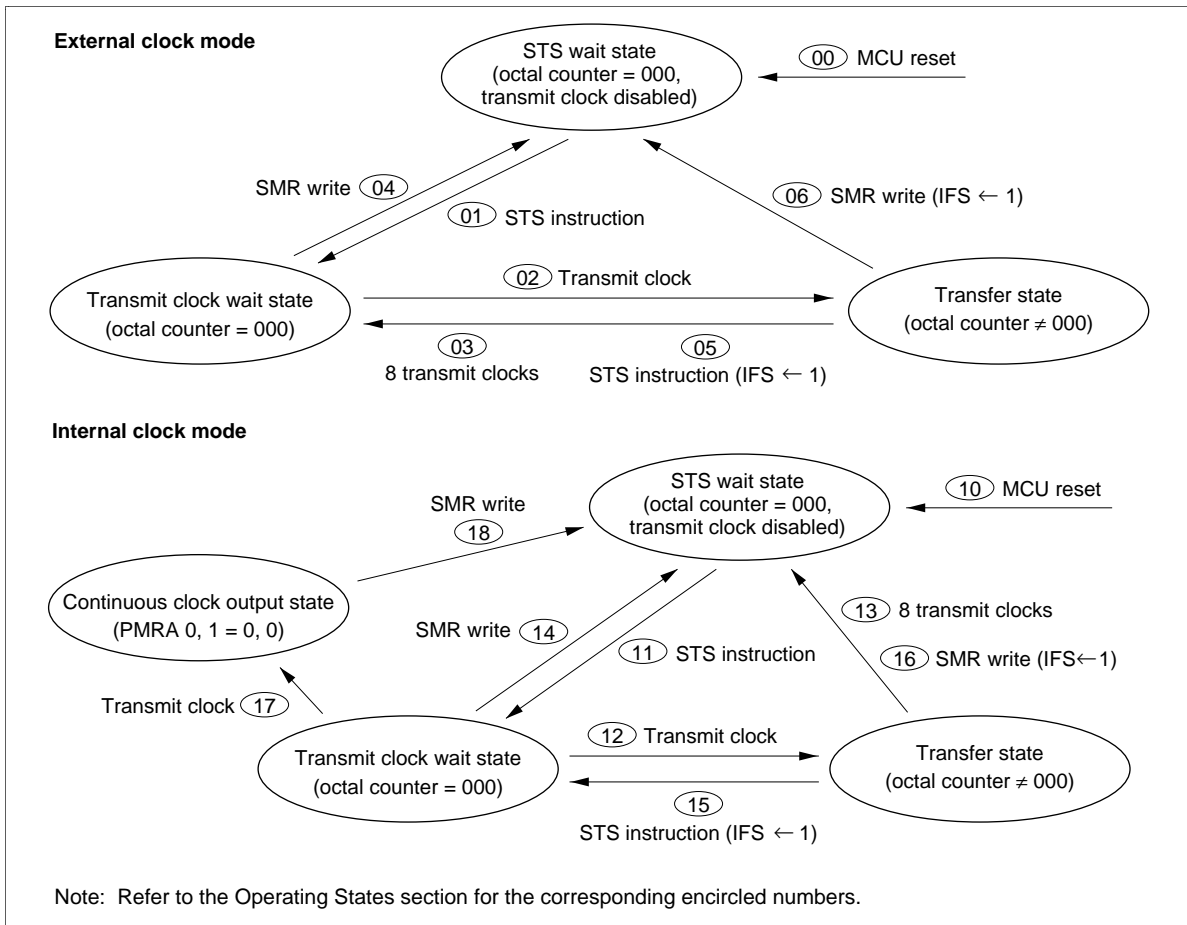 External clock mode
STS wait state
(octal counter = 000,
transmit clock disabled)
00 MCU reset
SMR write 04
01 STS instruction
06 SMR write (IFS ← 1)
Transmit clock wait state
(octal counter = 000)
02 Transmit clock
Transfer state
(octal counter ≠ 000)
03
8 transmit clocks
05
STS instruction (IFS ← 1)
Internal clock mode
STS wait state
(octal counter = 000,
transmit clock disabled)
10 MCU reset
SMR write
18
Continuous clock output state
(PMRA 0, 1 = 0, 0)
SMR write 14
11 STS instruction
13 8 transmit clocks
16 SMR write (IFS←1)
Transmit clock 17
Transmit clock wait state
(octal counter = 000)
12 Transmit clock
Transfer state
(octal counter ≠ 000)
15
STS instruction (IFS ← 1)
Note: Refer to the Operating States section for the corresponding encircled numbers.